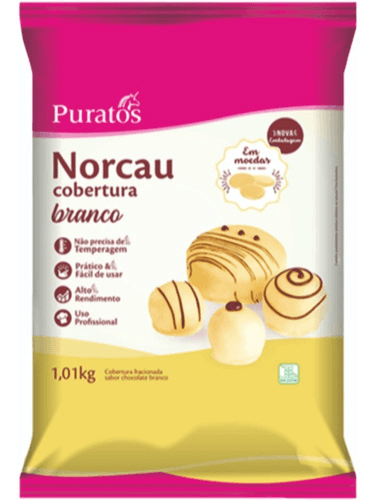 Puratos
Norcau
cobertura
branco
Em
moedas
NOVA
Embalagem
Não precisa de
Temperagem
Prático &
Fácil de usar
Alto
Rendimento
Uso
Profissional
1,01kg
Cobertura fracionada
sabor chocolate branco